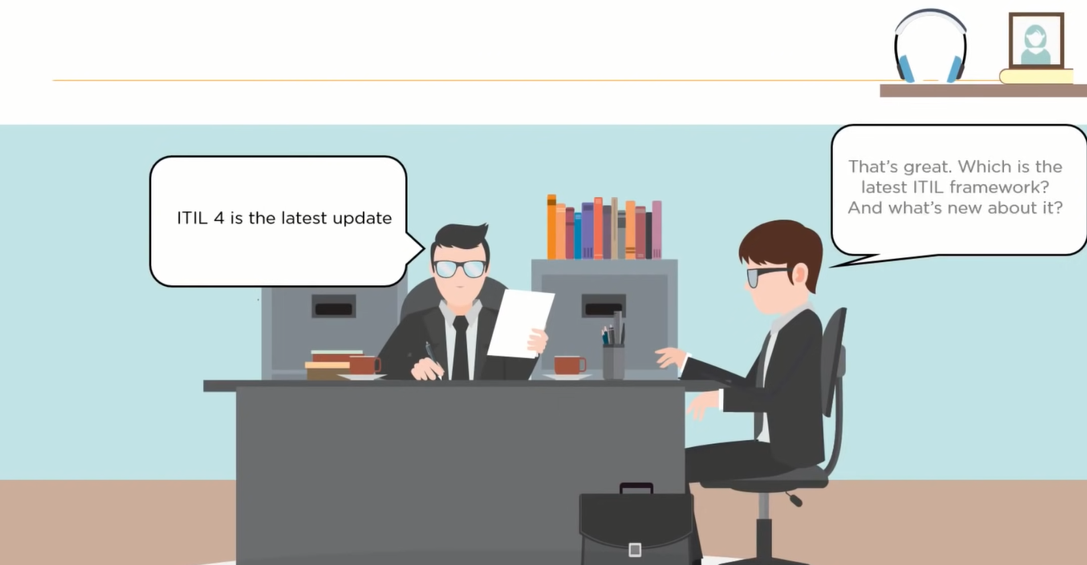 That's great. Which is the
latest ITIL framework?
And what's new about it?
ITIL 4 is the latest update